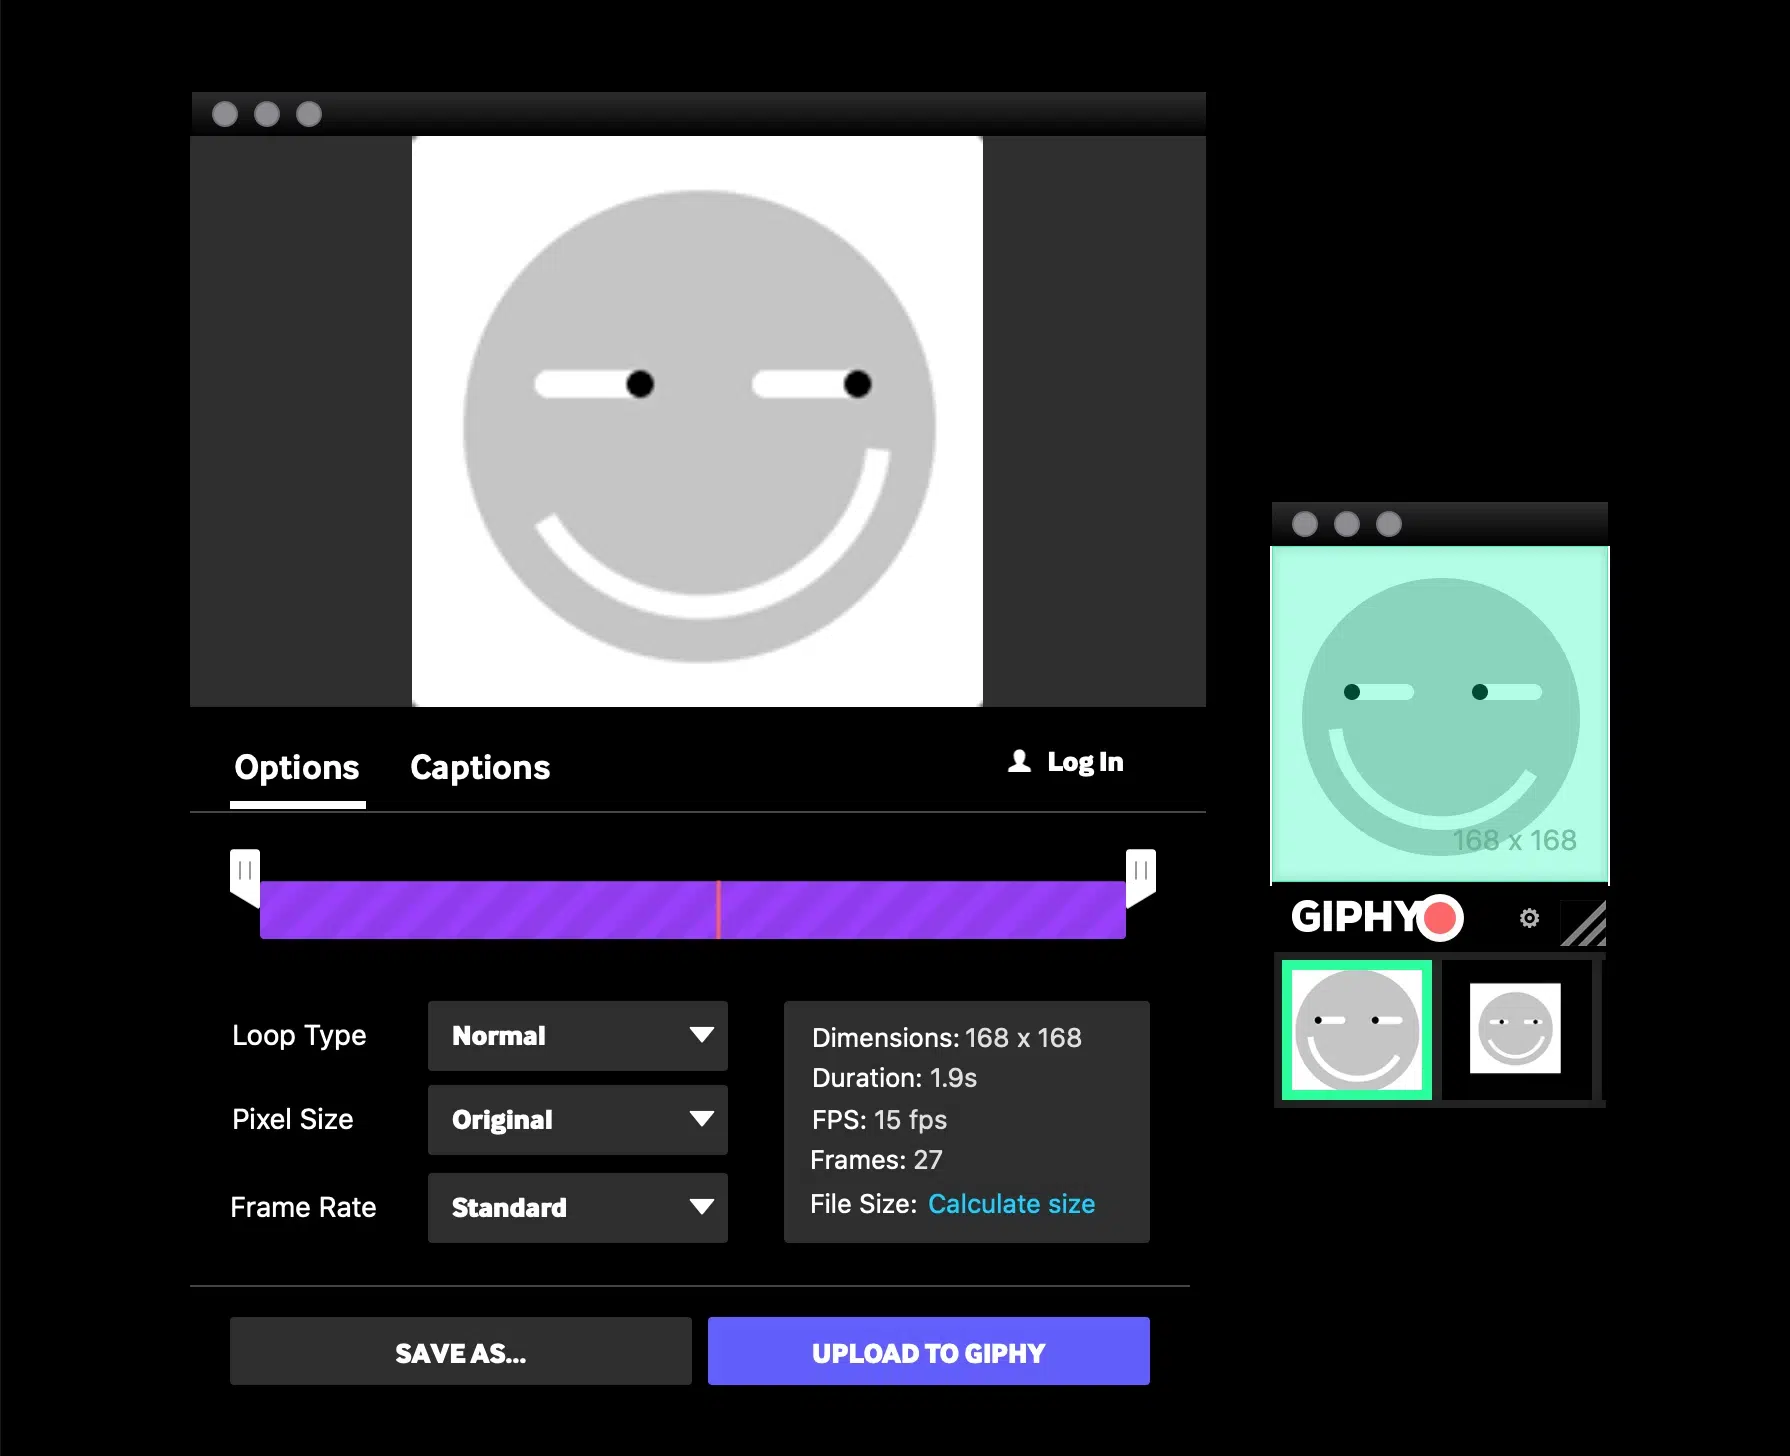 Options Captions Log In
Loop Type Normal
Pixel Size Original
Frame Rate Standard
Dimensions: 168 x 168
Duration: 1.9s
FPS: 15 fps
Frames: 27
File Size: Calculate size
SAVE AS... UPLOAD TO GIPHY
168 x 168
GIPHY